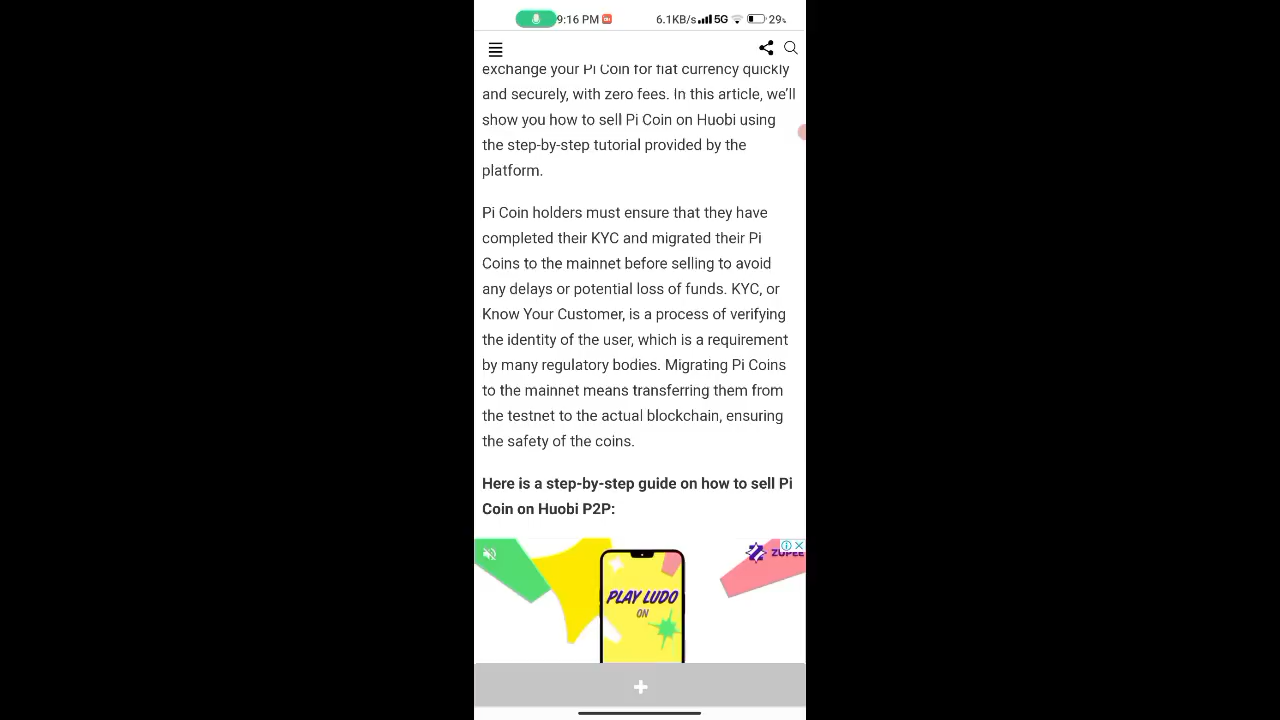 9:16 PM 6.1KB/s 5G 29%
exchange your Pi Coin for fiat currency quickly
and securely, with zero fees. In this article, we'll
show you how to sell Pi Coin on Huobi using
the step-by-step tutorial provided by the
platform.
Pi Coin holders must ensure that they have
completed their KYC and migrated their Pi
Coins to the mainnet before selling to avoid
any delays or potential loss of funds. KYC, or
Know Your Customer, is a process of verifying
the identity of the user, which is a requirement
by many regulatory bodies. Migrating Pi Coins
to the mainnet means transferring them from
the testnet to the actual blockchain, ensuring
the safety of the coins.
Here is a step-by-step guide on how to sell Pi
Coin on Huobi P2P:
ZUPEE
PLAY LUDO
ON